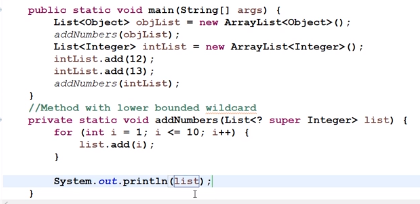 public static void main(String[] args) {
List<Object> objList = new ArrayList<Object>();
addNumbers(objList);
List<Integer> intList = new ArrayList<Integer>();
intList.add(12);
intList.add(13);
addNumbers(intList);
}
//Method with lower bounded wildcard
private static void addNumbers(List<? super Integer> list) {
for (int i = 1; i <= 10; i++) {
list.add(i);
}
System.out.println(list);
}